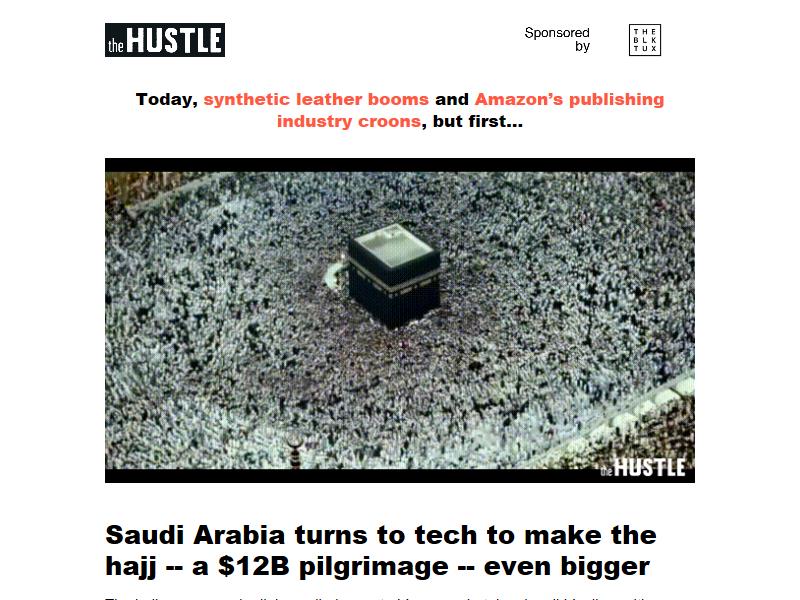 the HUSTLE
Sponsored
by
THE
BLK
TUX
Today, synthetic leather booms and Amazon's publishing
industry croons, but first...
the HUSTLE
Saudi Arabia turns to tech to make the
hajj -- a $12B pilgrimage -- even bigger